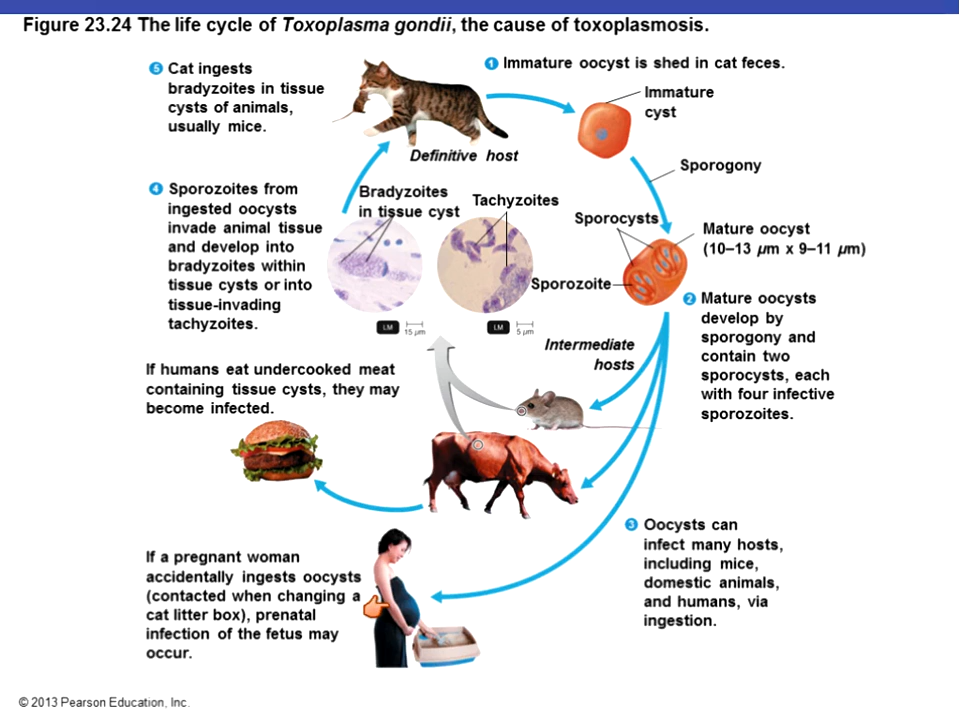 Figure 23.24 The life cycle of Toxoplasma gondii, the cause of toxoplasmosis.
5 Cat ingests
bradyzoites in tissue
cysts of animals,
usually mice.
1 Immature oocyst is shed in cat feces.
Immature
cyst
Definitive host
Sporogony
4 Sporozoites from
ingested oocysts
invade animal tissue
and develop into
bradyzoites within
tissue cysts or into
tissue-invading
tachyzoites.
Bradyzoites
in tissue cyst
Tachyzoites
Sporocysts
Mature oocyst
(10–13 µm x 9–11 µm)
Sporozoite
LM 15 µm
LM 5 µm
2 Mature oocysts
develop by
sporogony and
contain two
sporocysts, each
with four infective
sporozoites.
Intermediate
hosts
If humans eat undercooked meat
containing tissue cysts, they may
become infected.
3 Oocysts can
infect many hosts,
including mice,
domestic animals,
and humans, via
ingestion.
If a pregnant woman
accidentally ingests oocysts
(contacted when changing a
cat litter box), prenatal
infection of the fetus may
occur.
© 2013 Pearson Education, Inc.